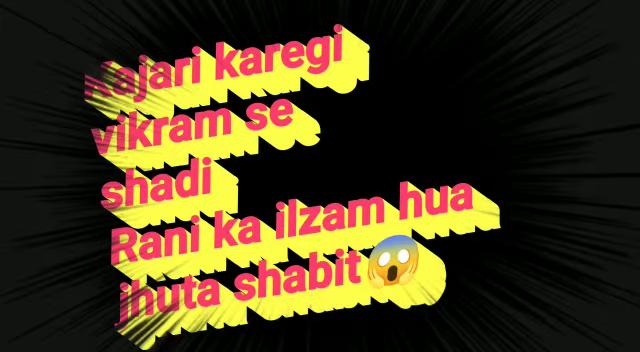 Kajari karegi
vikram se
shadi
Rani ka ilzam hua
jhuta shabit😱